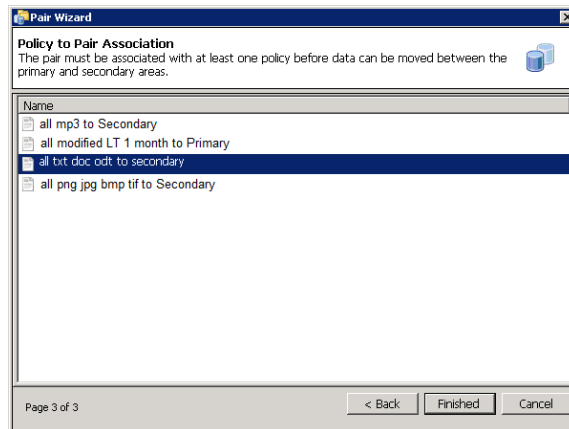 Pair Wizard
Policy to Pair Association
The pair must be associated with at least one policy before data can be moved between the
primary and secondary areas.
Name
all mp3 to Secondary
all modified LT 1 month to Primary
all txt doc odt to secondary
all png jpg bmp tif to Secondary
Page 3 of 3
< Back
Finished
Cancel